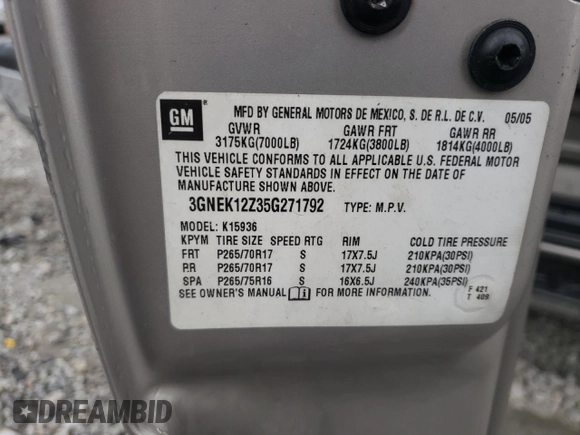 GM
®
MFD BY GENERAL MOTORS DE MEXICO, S. DE R.L. DE C.V. 05/05
GVWR GAWR FRT GAWR RR
3175KG(7000LB) 1724KG(3800LB) 1814KG(4000LB)
THIS VEHICLE CONFORMS TO ALL APPLICABLE U.S. FEDERAL MOTOR
VEHICLE SAFETY STANDARDS IN EFFECT ON THE DATE OF
MANUFACTURE SHOWN ABOVE.
3GNEK12Z35G271792 TYPE: M.P.V.
MODEL: K15936
KPYM TIRE SIZE SPEED RTG RIM COLD TIRE PRESSURE
FRT P265/70R17 S 17X7.5J 210KPA(30PSI)
RR P265/70R17 S 17X7.5J 210KPA(30PSI)
SPA P265/75R16 S 16X6.5J 240KPA(35PSI)
SEE OWNER'S MANUAL i FOR MORE INFORMATION.
F 421
T 409
DREAMBID